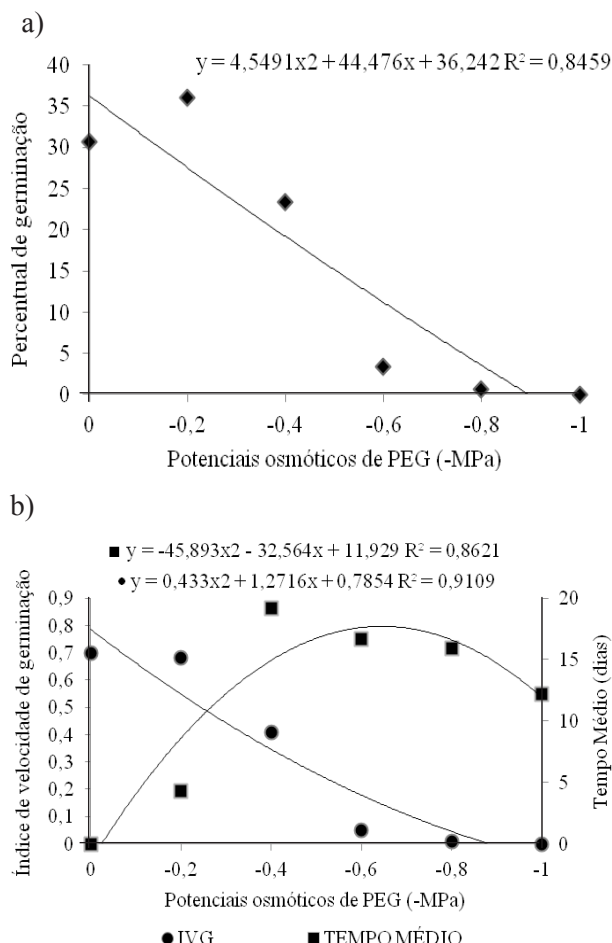 a)
y = 4,5491x2 + 44,476x + 36,242 R² = 0,8459
40
35
30
25
20
15
10
5
0
Percentual de germinação
0 -0,2 -0,4 -0,6 -0,8 -1
Potenciais osmóticos de PEG (-MPa)
b)
y = -45,893x2 - 32,564x + 11,929 R² = 0,8621
y = 0,433x2 + 1,2716x + 0,7854 R² = 0,9109
Índice de velocidade de germinação
0,9
0,8
0,7
0,6
0,5
0,4
0,3
0,2
0,1
0
20
15
10
5
0
Tempo Médio (dias)
0 -0,2 -0,4 -0,6 -0,8 -1
Potenciais osmóticos de PEG (-MPa)
IVG TEMPO MÉDIO